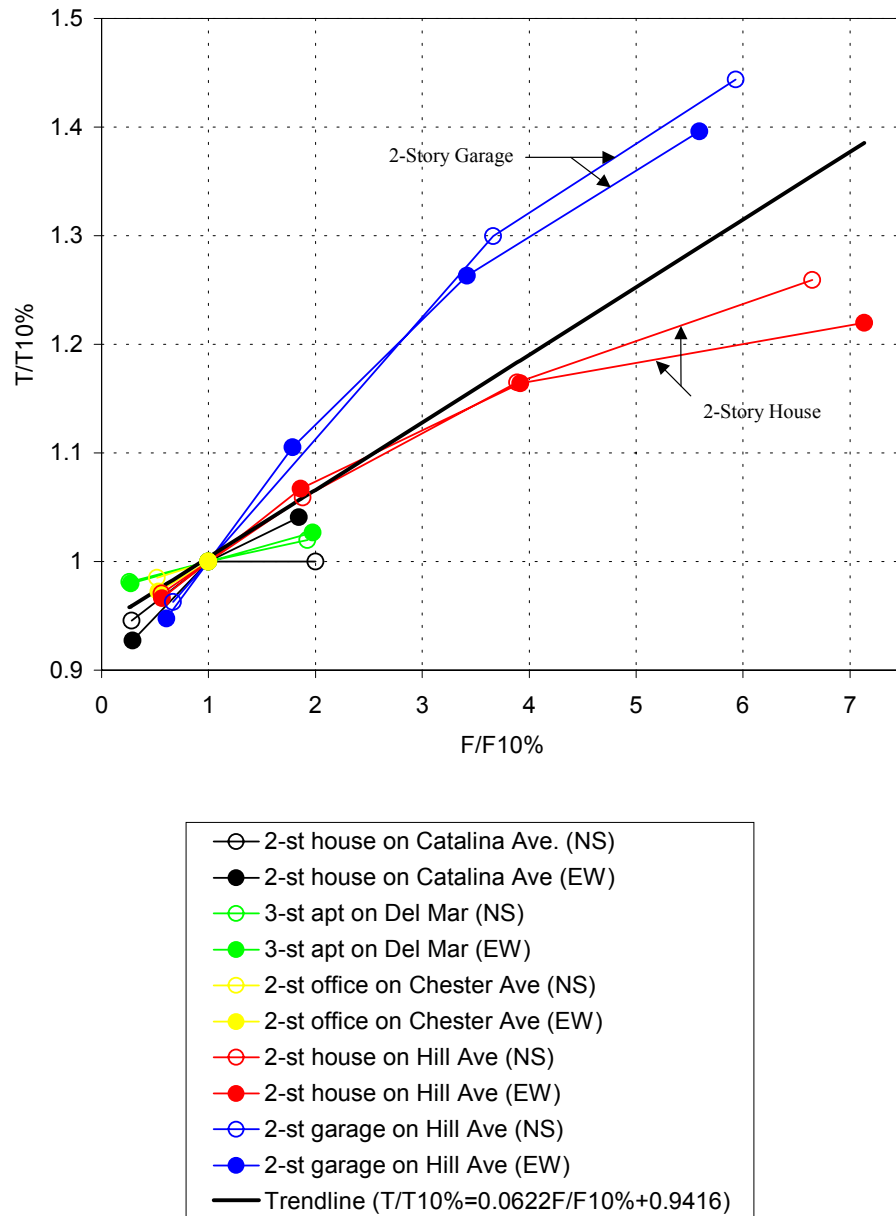 1.5
1.4
2-Story Garage
1.3
T/T10%
1.2
2-Story House
1.1
1
0.9
0 1 2 3 4 5 6 7
F/F10%
2-st house on Catalina Ave. (NS)
2-st house on Catalina Ave (EW)
3-st apt on Del Mar (NS)
3-st apt on Del Mar (EW)
2-st office on Chester Ave (NS)
2-st office on Chester Ave (EW)
2-st house on Hill Ave (NS)
2-st house on Hill Ave (EW)
2-st garage on Hill Ave (NS)
2-st garage on Hill Ave (EW)
Trendline (T/T10%=0.0622F/F10%+0.9416)